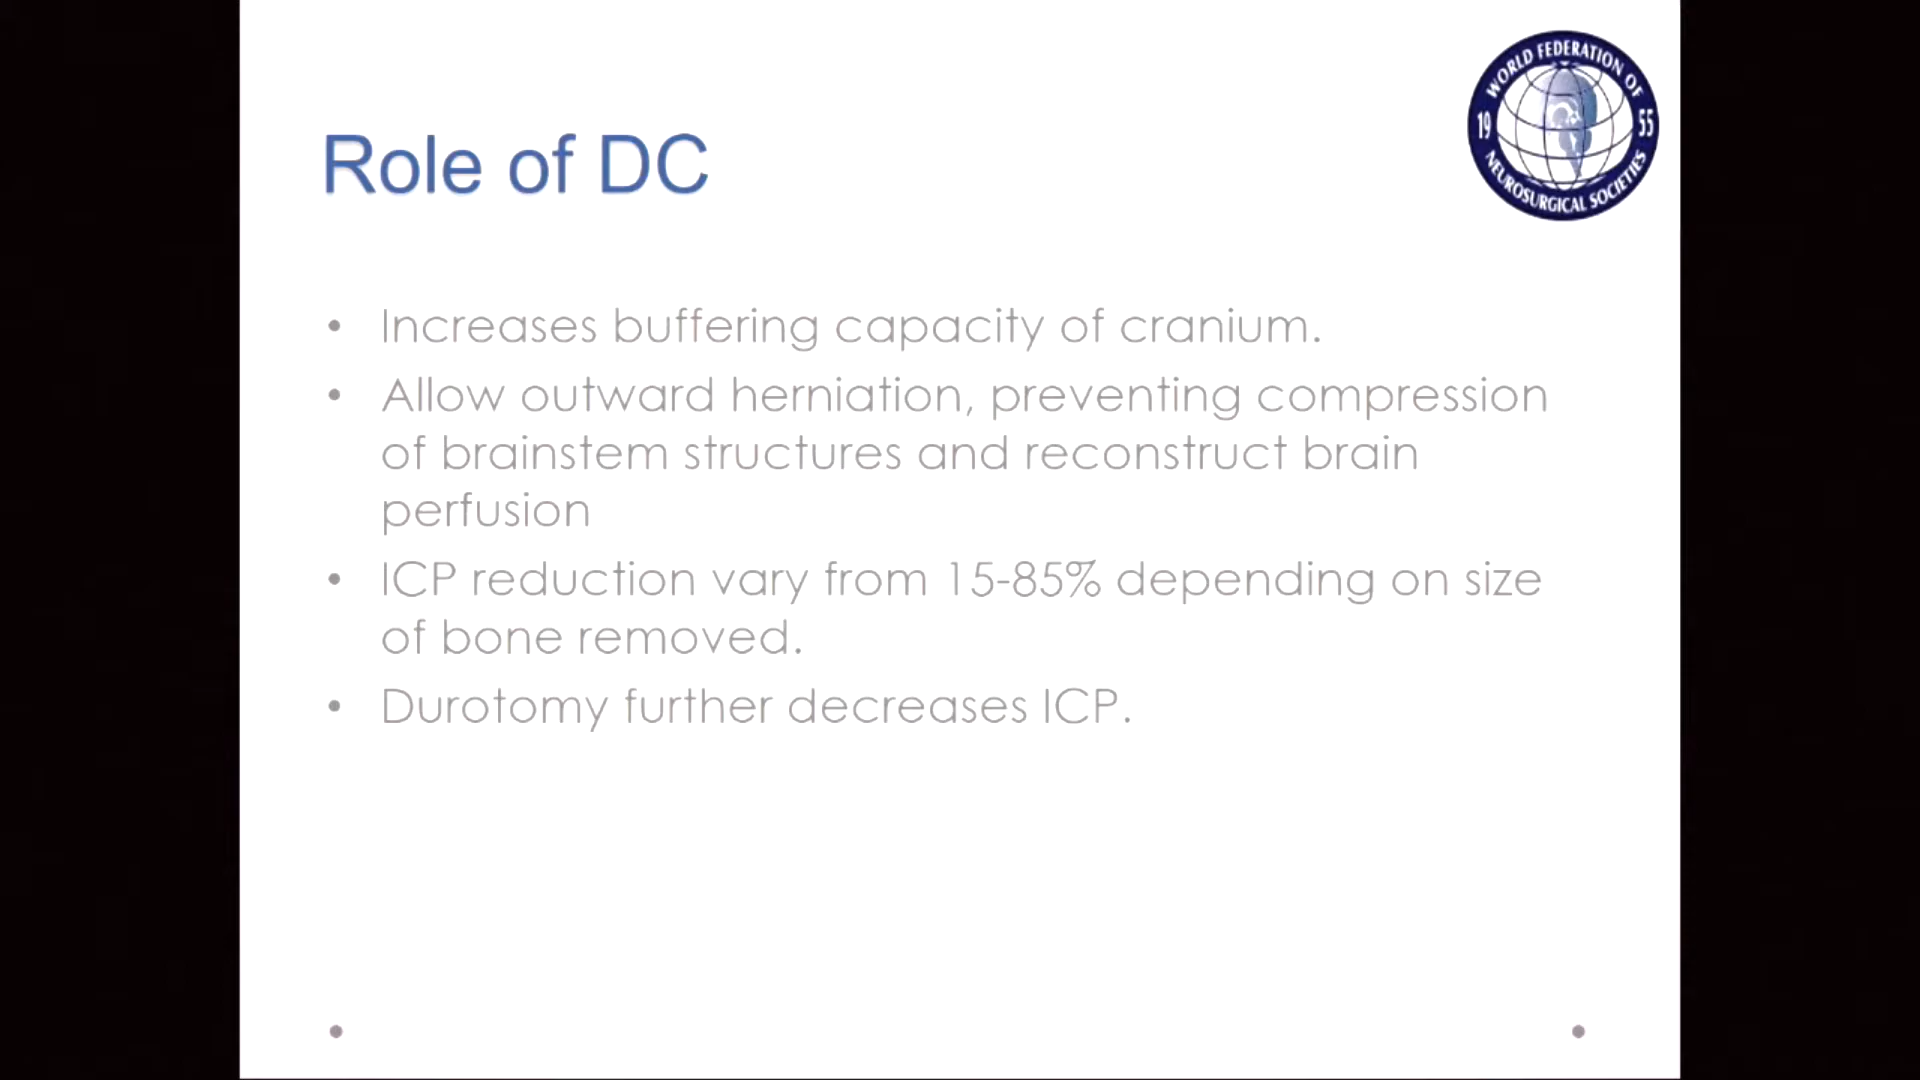 WORLD FEDERATION OF
19 55
NEUROSURGICAL SOCIETIES
Role of DC
• Increases buffering capacity of cranium.
• Allow outward herniation, preventing compression
of brainstem structures and reconstruct brain
perfusion
• ICP reduction vary from 15-85% depending on size
of bone removed.
• Durotomy further decreases ICP.